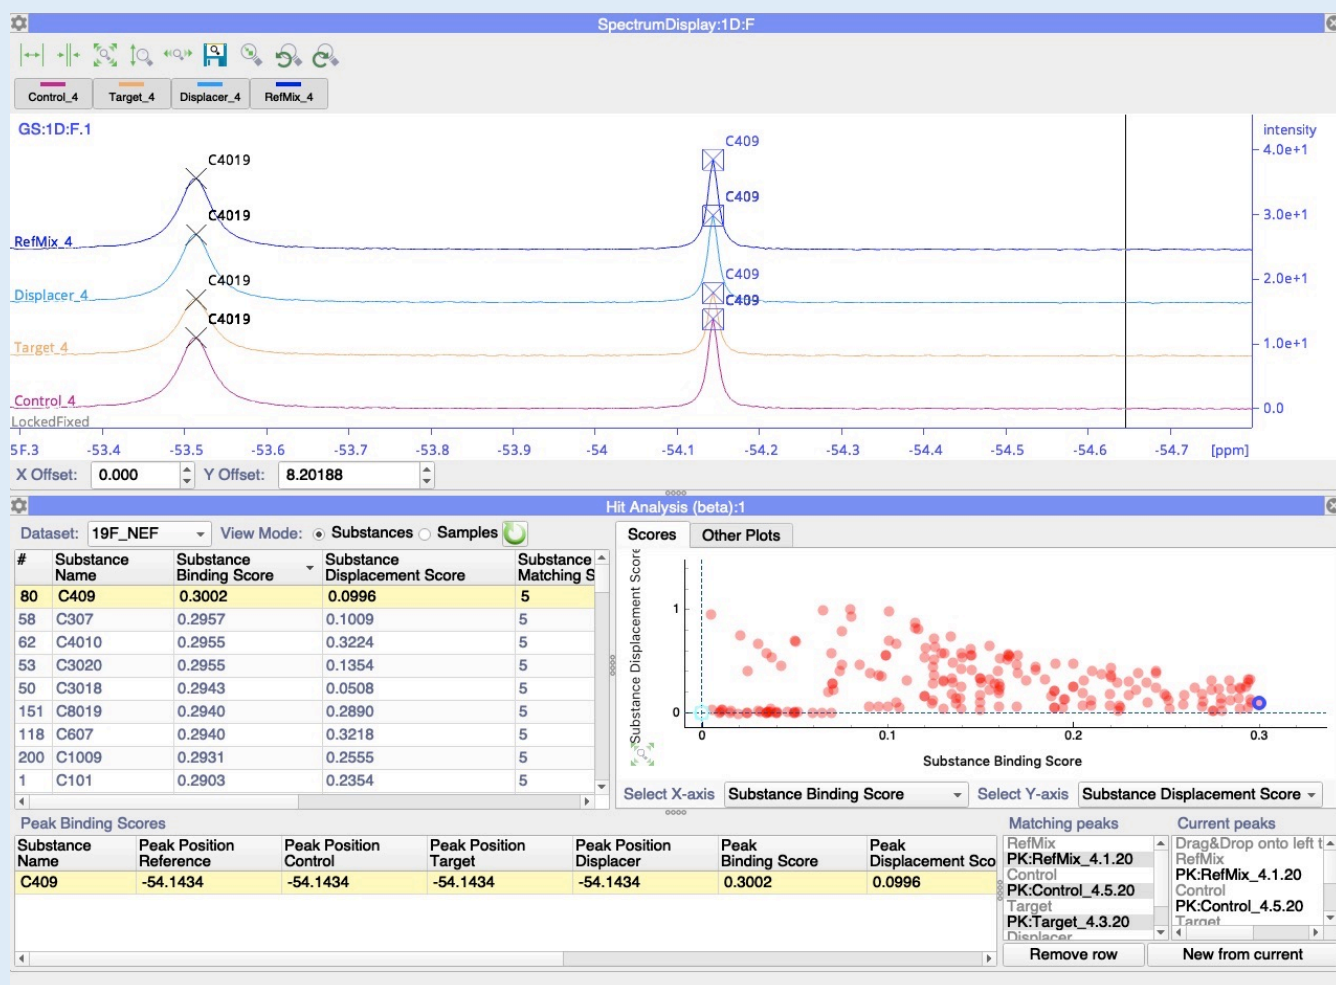 SpectrumDisplay:1D:F
Control_4 Target_4 Displacer_4 RefMix_4
GS:1D:F.1
intensity
4.0e+1
3.0e+1
2.0e+1
1.0e+1
0.0
C4019
C409
C4019
C409
C4019
C409
C4019
C409
RefMix_4
Displacer_4
Target_4
Control_4
LockedFixed
5F.3 -53.4 -53.5 -53.6 -53.7 -53.8 -53.9 -54 -54.1 -54.2 -54.3 -54.4 -54.5 -54.6 -54.7 [ppm]
X Offset: 0.000 Y Offset: 8.20188
Hit Analysis (beta):1
Dataset: 19F_NEF View Mode: Substances Samples
# Substance Name Substance Binding Score Substance Displacement Score Substance Matching S
80 C409 0.3002 0.0996 5
58 C307 0.2957 0.1009 5
62 C4010 0.2955 0.3224 5
53 C3020 0.2955 0.1354 5
50 C3018 0.2943 0.0508 5
151 C8019 0.2940 0.2890 5
118 C607 0.2940 0.3218 5
200 C1009 0.2931 0.2555 5
1 C101 0.2903 0.2354 5
Scores Other Plots
Substance Displacement Score
1
0
0 0.1 0.2 0.3
Substance Binding Score
Select X-axis Substance Binding Score Select Y-axis Substance Displacement Score
Peak Binding Scores
Substance Name Peak Position Reference Peak Position Control Peak Position Target Peak Position Displacer Peak Binding Score Peak Displacement Sco
C409 -54.1434 -54.1434 -54.1434 -54.1434 0.3002 0.0996
Matching peaks
RefMix
PK:RefMix_4.1.20
Control
PK:Control_4.5.20
Target
PK:Target_4.3.20
Displacer
Remove row
Current peaks
Drag&Drop onto left t
RefMix
PK:RefMix_4.1.20
Control
PK:Control_4.5.20
Target
New from current